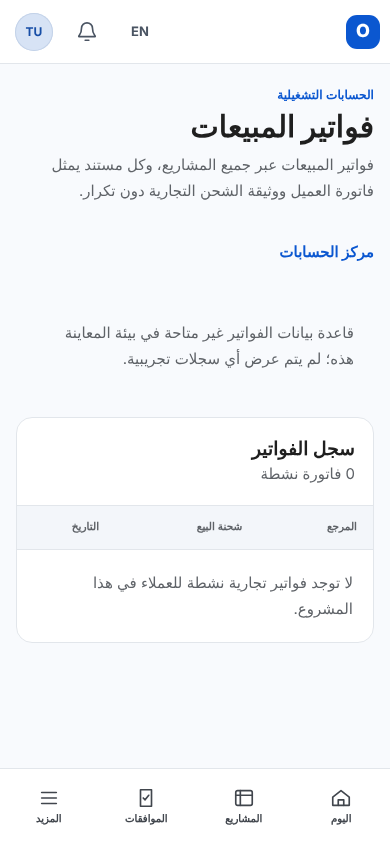 O
EN
TU
الحسابات التشغيلية
فواتير المبيعات
فواتير المبيعات عبر جميع المشاريع، وكل مستند يمثل
فاتورة العميل ووثيقة الشحن التجارية دون تكرار.
مركز الحسابات
قاعدة بيانات الفواتير غير متاحة في بيئة المعاينة
هذه؛ لم يتم عرض أي سجلات تجريبية.
سجل الفواتير
0 فاتورة نشطة
المرجع شحنة البيع التاريخ
لا توجد فواتير تجارية نشطة للعملاء في هذا
المشروع.
اليوم المشاريع الموافقات المزيد